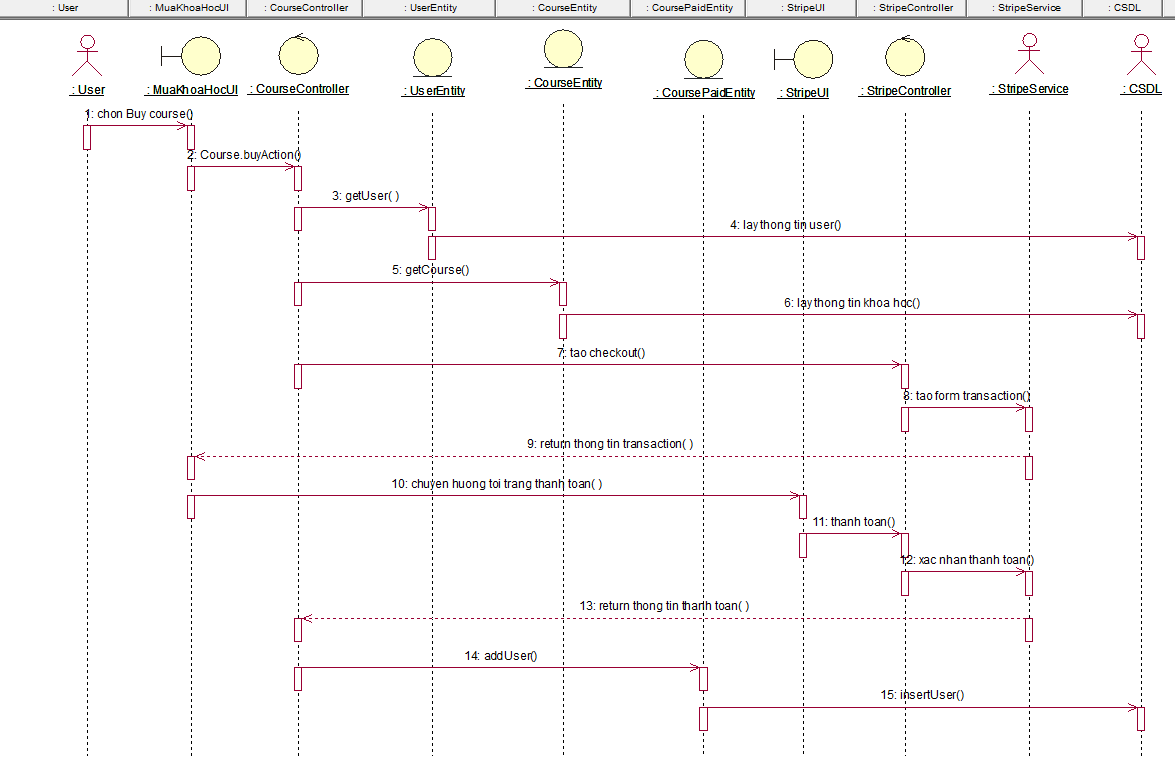 : User
: MuaKhoaHocUI
: CourseController
: UserEntity
: CourseEntity
: CoursePaidEntity
: StripeUI
: StripeController
: StripeService
: CSDL
: User
: MuaKhoaHocUI
: CourseController
: UserEntity
: CourseEntity
: CoursePaidEntity
: StripeUI
: StripeController
: StripeService
: CSDL
1: chon Buy course()
2: Course.buyAction()
3: getUser( )
4: lay thong tin user()
5: getCourse()
6: lay thong tin khoa hoc()
7: tao checkout()
8: tao form transaction()
9: return thong tin transaction( )
10: chuyen huong toi trang thanh toan( )
11: thanh toan()
12: xac nhan thanh toan()
13: return thong tin thanh toan( )
14: addUser()
15: insertUser()